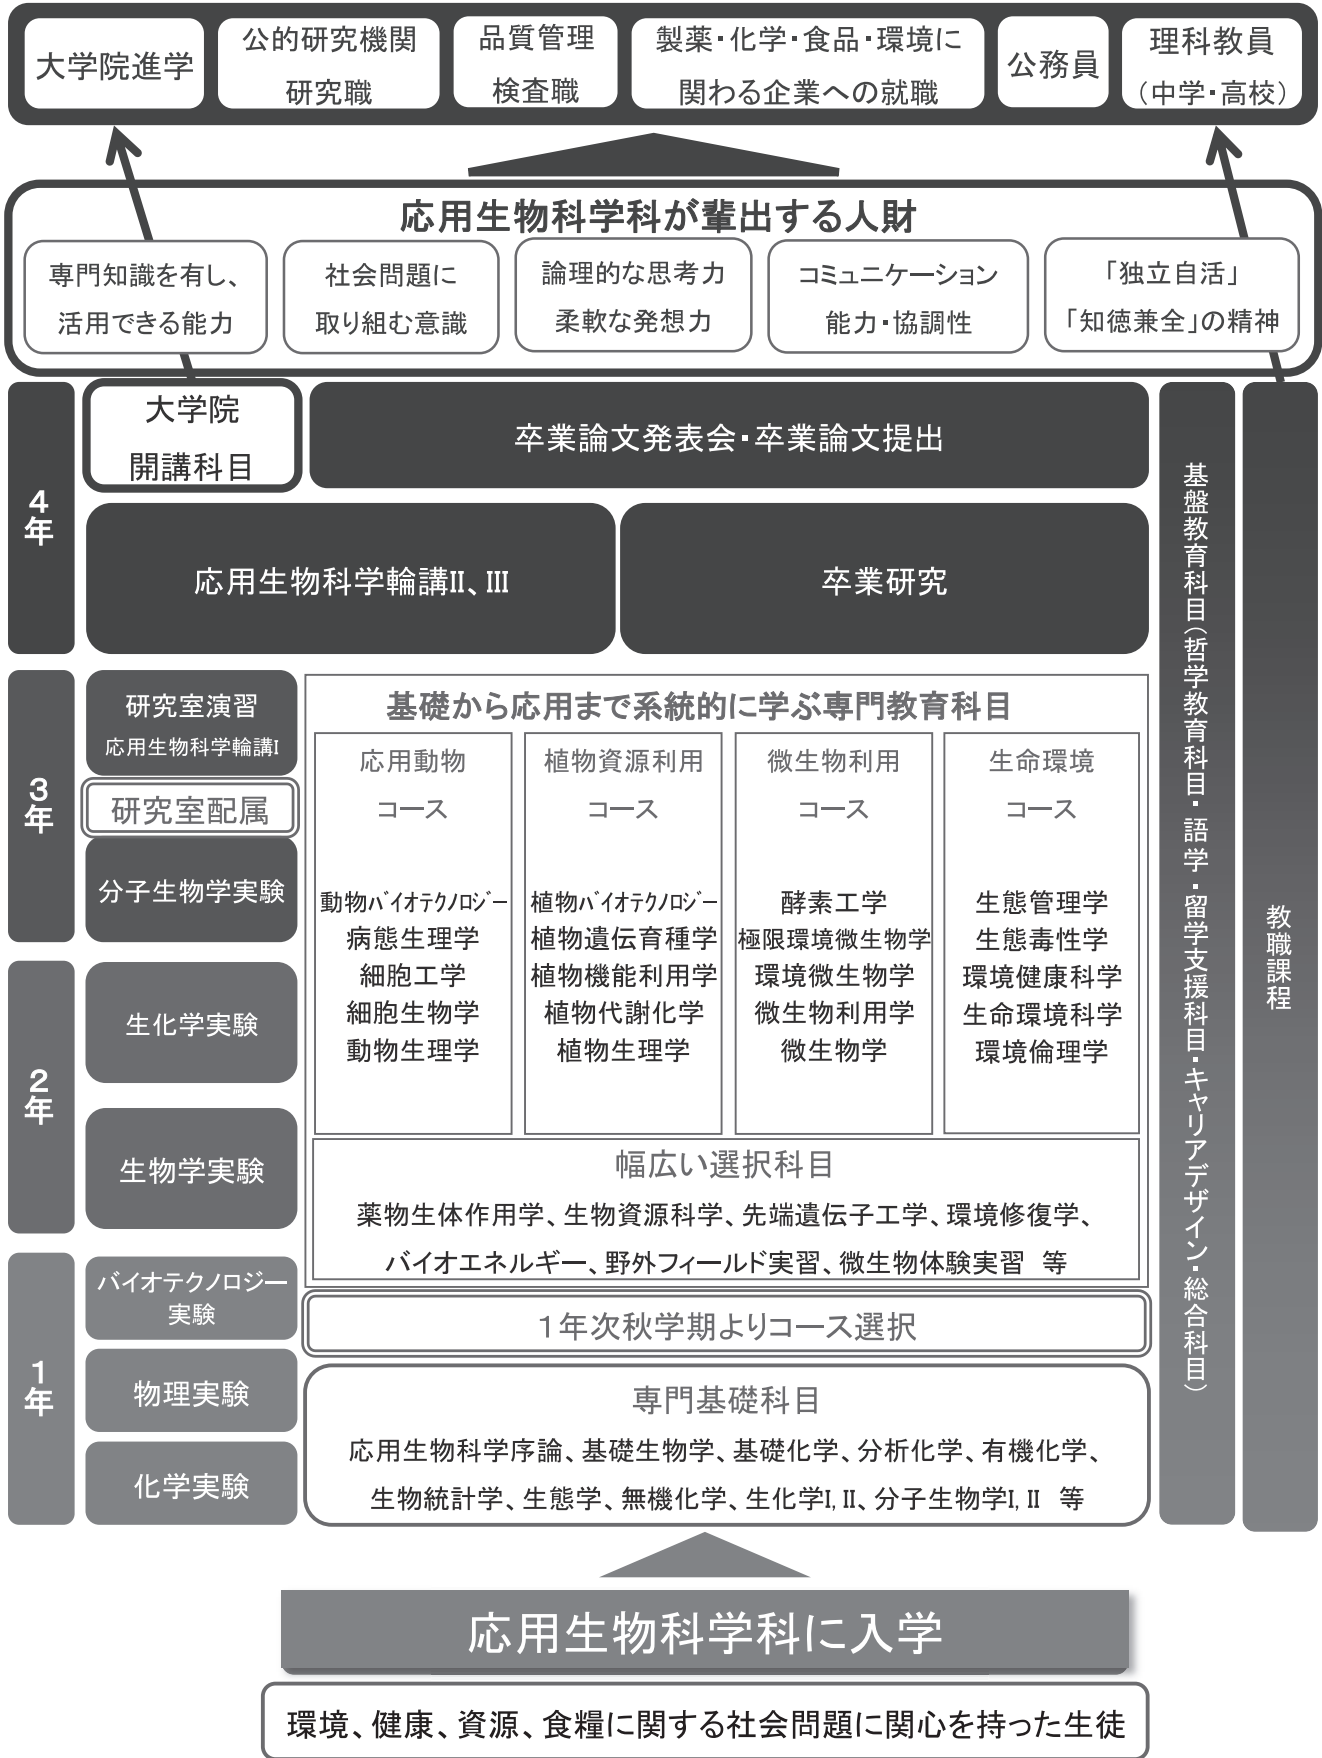 大学院進学
公的研究機関
研究職
品質管理
検査職
製薬・化学・食品・環境に
関わる企業への就職
公務員
理科教員
（中学・高校）
応用生物科学科が輩出する人財
専門知識を有し、
活用できる能力
社会問題に
取り組む意識
論理的な思考力
柔軟な発想力
コミュニケーション
能力・協調性
「独立自活」
「知徳兼全」の精神
4年
大学院
開講科目
卒業論文発表会・卒業論文提出
応用生物科学輪講II、III
卒業研究
3年
研究室演習
応用生物科学輪講I
研究室配属
分子生物学実験
2年
生化学実験
生物学実験
1年
バイオテクノロジー
実験
物理実験
化学実験
基礎から応用まで系統的に学ぶ専門教育科目
応用動物
コース
動物バイオテクノロジー
病態生理学
細胞工学
細胞生物学
動物生理学
植物資源利用
コース
植物バイオテクノロジー
植物遺伝育種学
植物機能利用学
植物代謝化学
植物生理学
微生物利用
コース
酵素工学
極限環境微生物学
環境微生物学
微生物利用学
微生物学
生命環境
コース
生態管理学
生態毒性学
環境健康科学
生命環境科学
環境倫理学
幅広い選択科目
薬物生体作用学、生物資源科学、先端遺伝子工学、環境修復学、
バイオエネルギー、野外フィールド実習、微生物体験実習　等
1年次秋学期よりコース選択
専門基礎科目
応用生物科学序論、基礎生物学、基礎化学、分析化学、有機化学、
生物統計学、生態学、無機化学、生化学I, II、分子生物学I, II　等
基盤教育科目（哲学教育科目・語学・留学支援科目・キャリアデザイン・総合科目）
教職課程
応用生物科学科に入学
環境、健康、資源、食糧に関する社会問題に関心を持った生徒